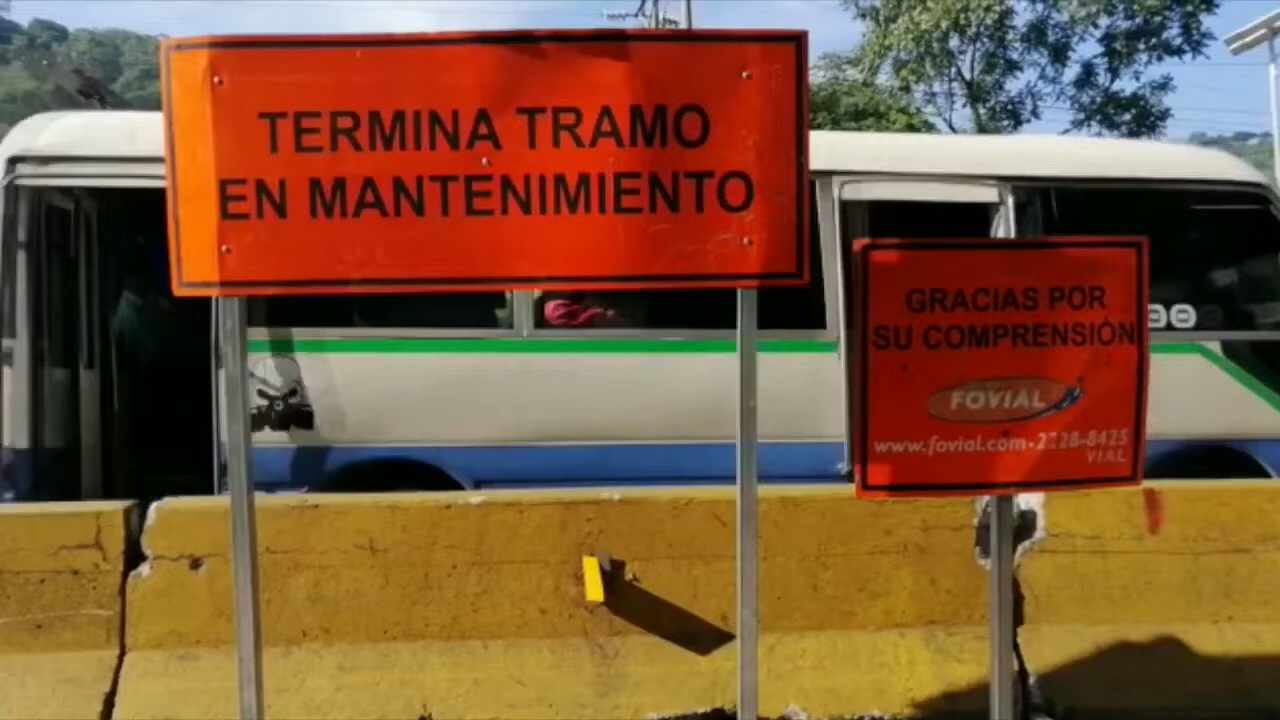 TERMINA TRAMO
EN MANTENIMIENTO
GRACIAS POR
SU COMPRENSIÓN
FOVIAL
www.fovial.com-2228-8425
VIAL